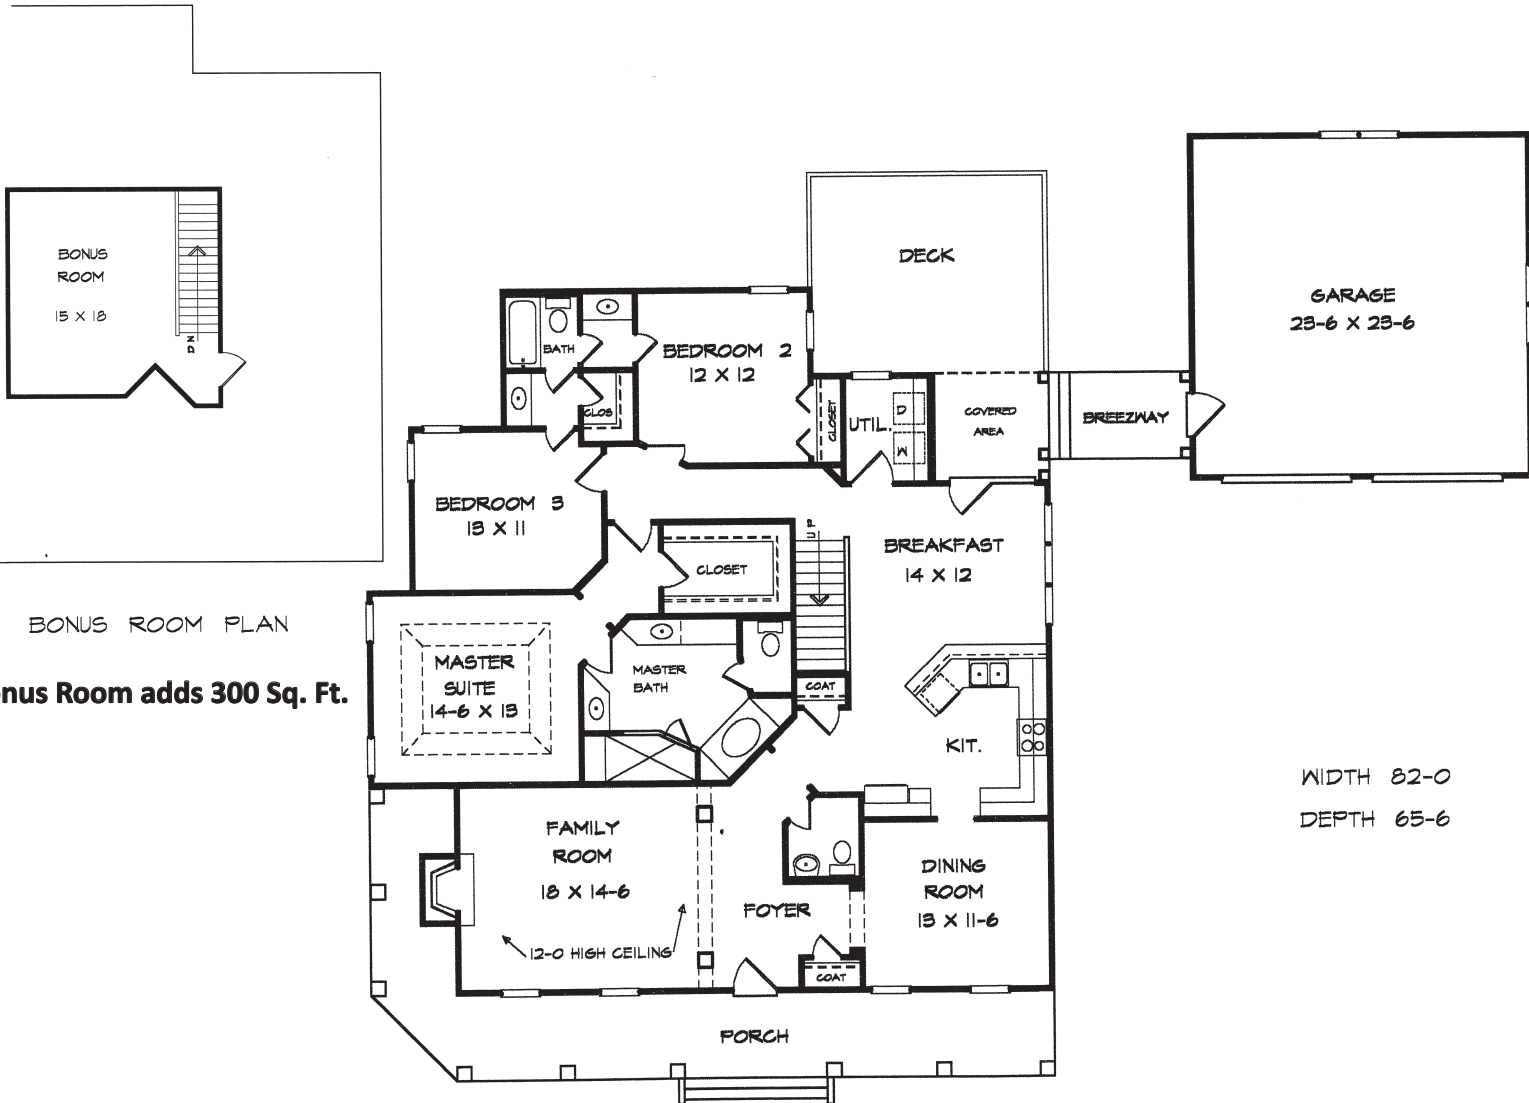 BONUS
ROOM
15 X 18
DN
BONUS ROOM PLAN
nus Room adds 300 Sq. Ft.
DECK
GARAGE
23-6 X 23-6
BATH
BEDROOM 2
12 X 12
CLOS
CLOSET
UTIL.
D
W
COVERED
AREA
BREEZWAY
BEDROOM 3
13 X 11
UP
BREAKFAST
14 X 12
CLOSET
MASTER
SUITE
14-6 X 13
MASTER
BATH
COAT
KIT.
WIDTH 82-0
DEPTH 65-6
FAMILY
ROOM
18 X 14-6
12-0 HIGH CEILING
FOYER
DINING
ROOM
13 X 11-6
COAT
PORCH